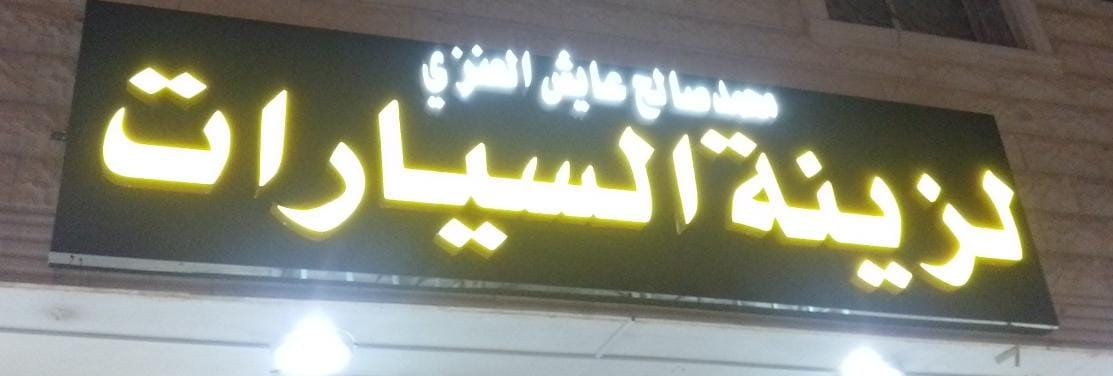 محمد صالح عايش العنزي
لزينة السيارات